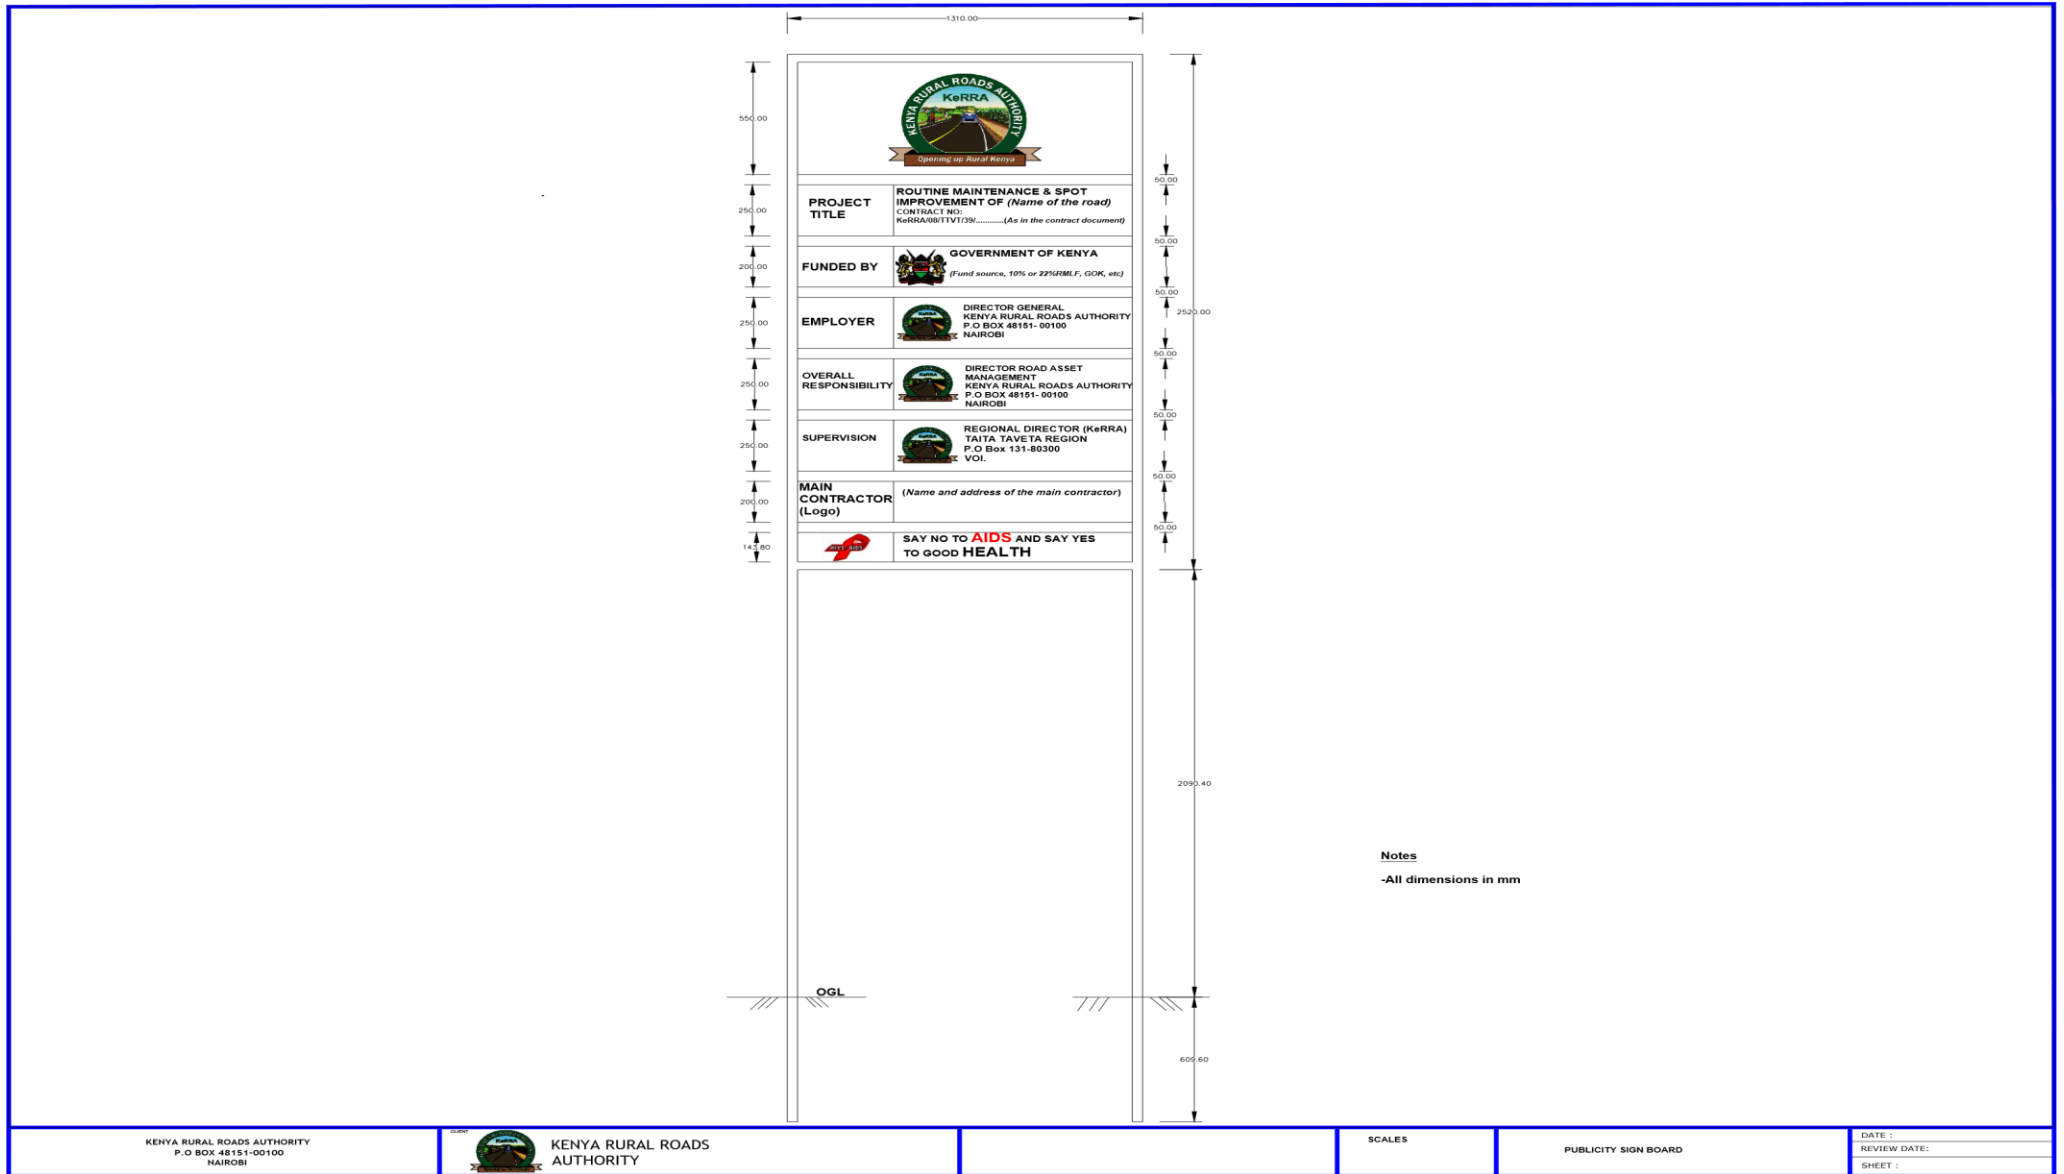 1310.00
KENYA RURAL ROADS AUTHORITY
KeRRA
Opening up Rural Kenya
550.00
50.00
PROJECT
TITLE
ROUTINE MAINTENANCE & SPOT
IMPROVEMENT OF (Name of the road)
CONTRACT NO:
KeRRA/08/TTVT/39/...........(As in the contract document)
250.00
50.00
FUNDED BY
GOVERNMENT OF KENYA
(Fund source, 10% or 22%RMLF, GOK, etc)
200.00
50.00
EMPLOYER
DIRECTOR GENERAL
KENYA RURAL ROADS AUTHORITY
P.O BOX 48151- 00100
NAIROBI
250.00
2520.00
50.00
OVERALL
RESPONSIBILITY
KeRRA
DIRECTOR ROAD ASSET
MANAGEMENT
KENYA RURAL ROADS AUTHORITY
P.O BOX 48151- 00100
NAIROBI
250.00
50.00
SUPERVISION
KeRRA
REGIONAL DIRECTOR (KeRRA)
TAITA TAVETA REGION
P.O Box 131-80300
VOI.
250.00
50.00
MAIN
CONTRACTOR
(Logo)
(Name and address of the main contractor)
200.00
50.00
143.80
SAY NO TO AIDS AND SAY YES
TO GOOD HEALTH
2090.40
Notes
-All dimensions in mm
OGL
609.60
KENYA RURAL ROADS AUTHORITY
P.O BOX 48151-00100
NAIROBI
CLIENT
KeRRA
KENYA RURAL ROADS
AUTHORITY
SCALES
PUBLICITY SIGN BOARD
DATE :
REVIEW DATE:
SHEET :